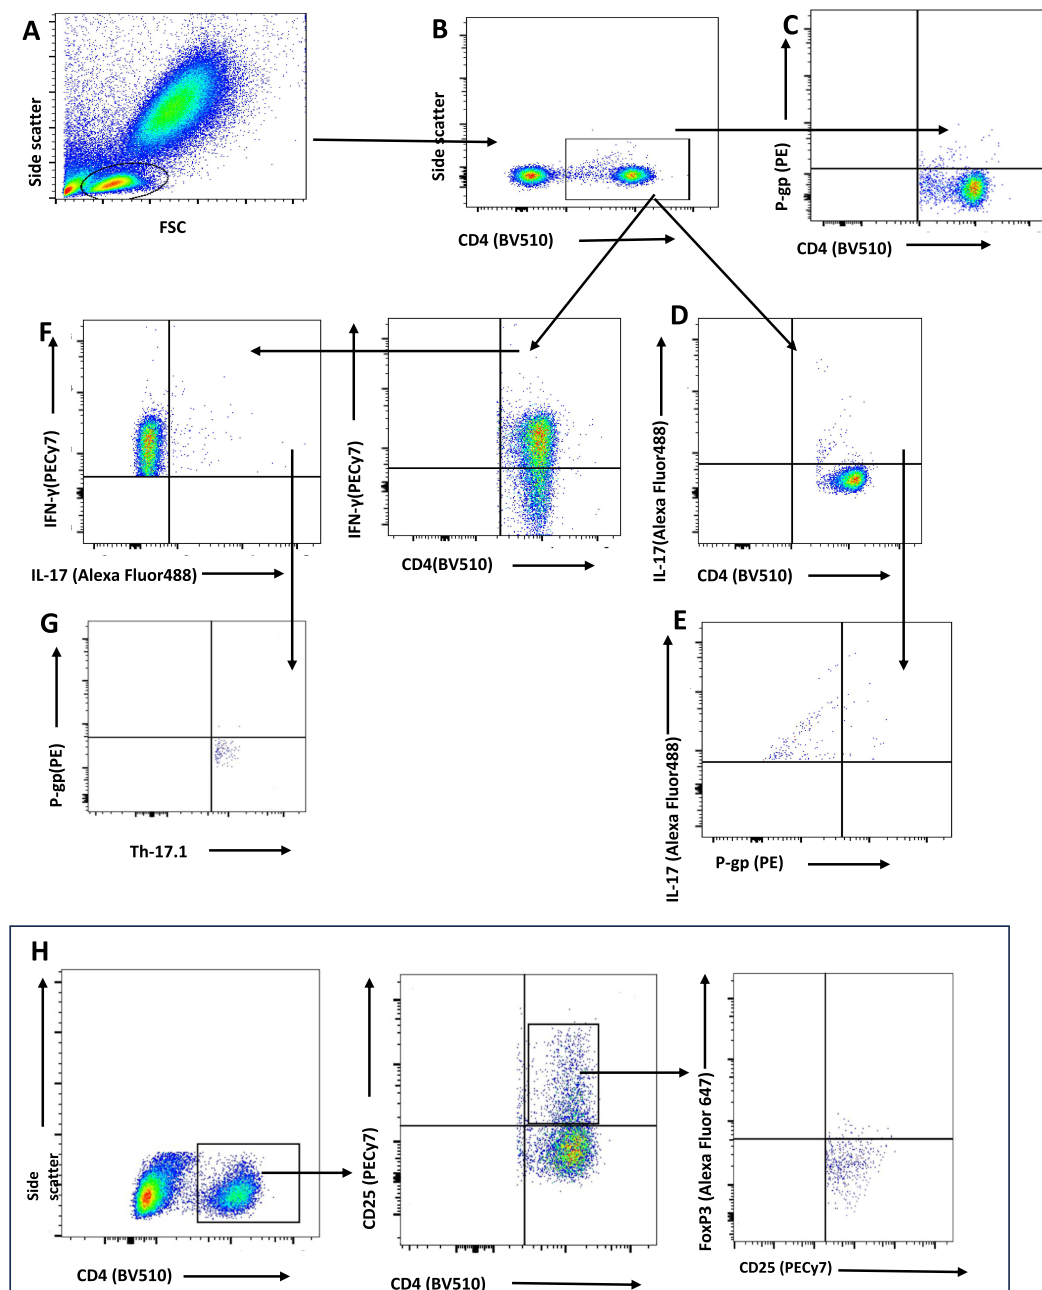 A
Side scatter
FSC
B
Side scatter
CD4 (BV510)
C
P-gp (PE)
CD4 (BV510)
F
IFN-γ(PECy7)
IL-17 (Alexa Fluor488)
IFN-γ(PECy7)
CD4(BV510)
D
IL-17(Alexa Fluor488)
CD4 (BV510)
G
P-gp(PE)
Th-17.1
E
IL-17 (Alexa Fluor488)
P-gp (PE)
H
Side
scatter
CD4 (BV510)
CD25 (PECy7)
CD4 (BV510)
FoxP3 (Alexa Fluor 647)
CD25 (PECy7)